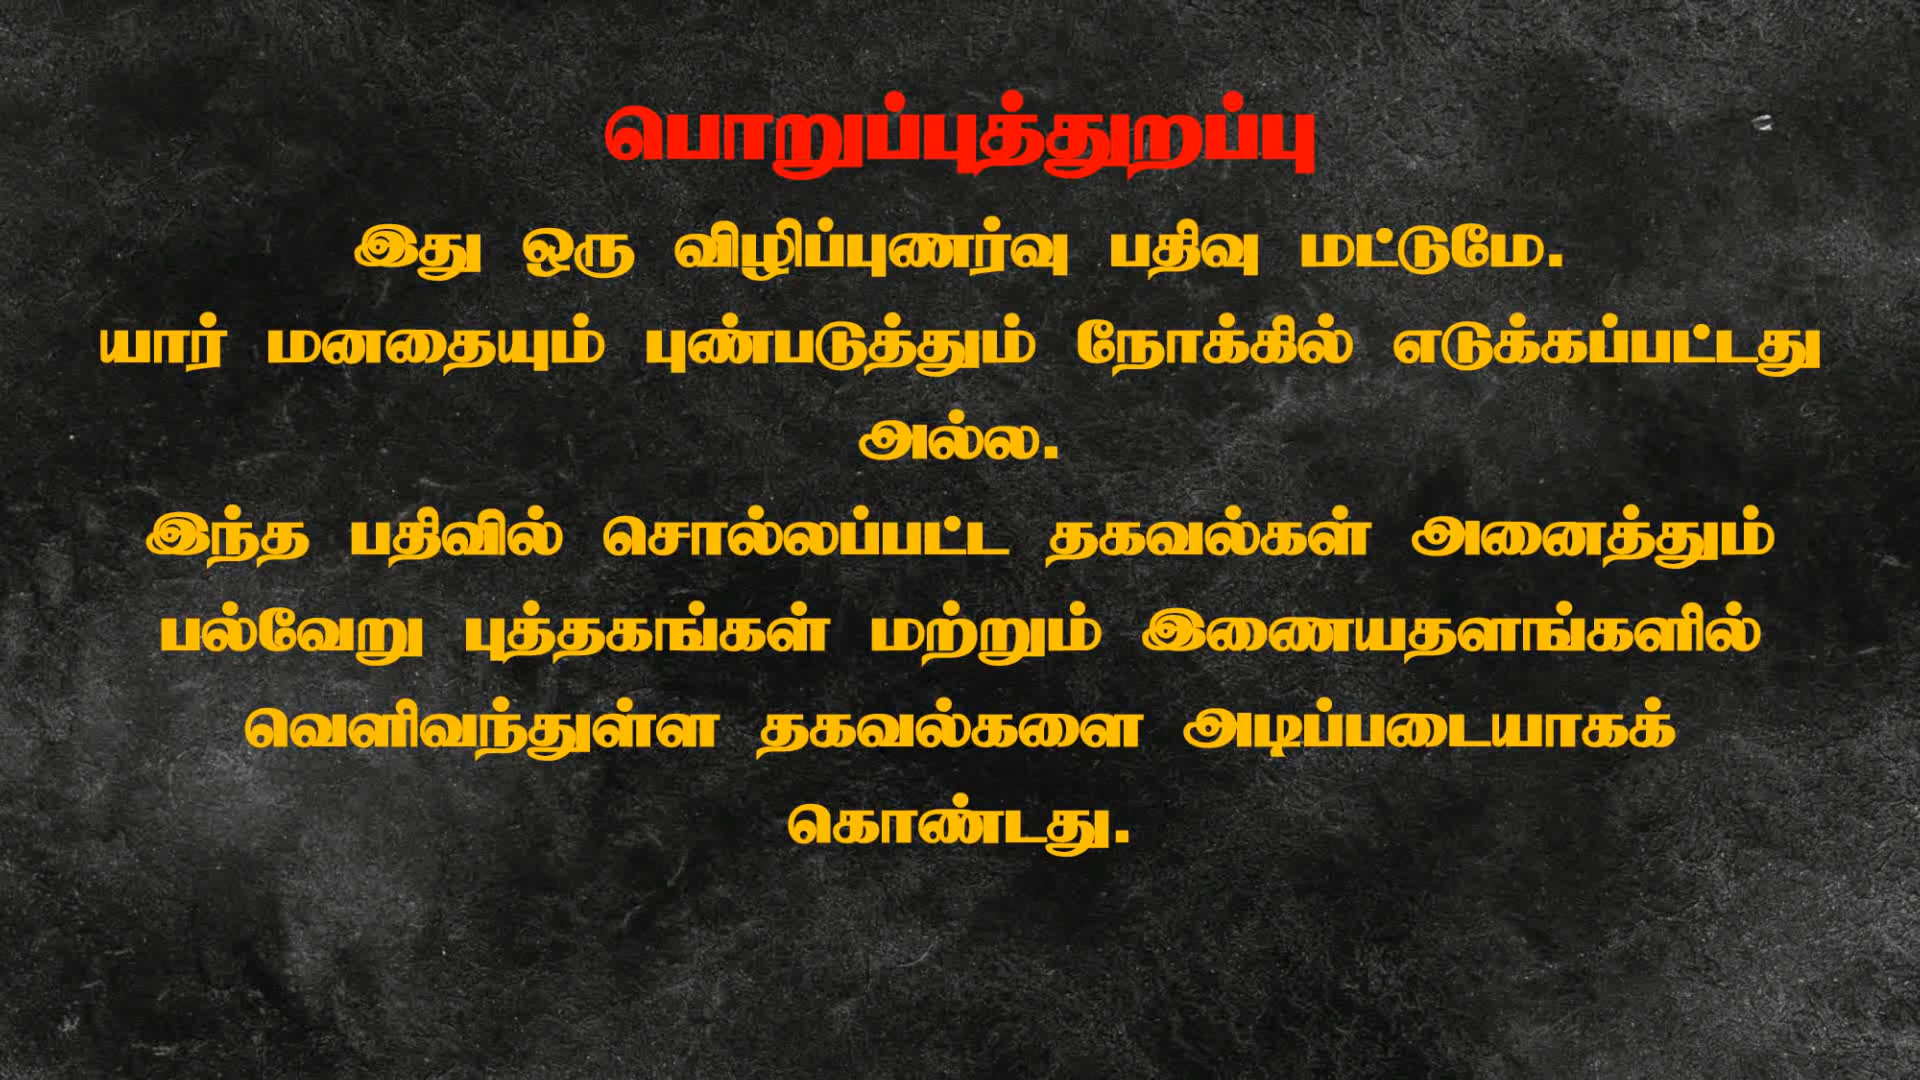 பொறுப்புத்துறப்பு
இது ஒரு விழிப்புணர்வு பதிவு மட்டுமே.
யார் மனதையும் புண்படுத்தும் நோக்கில் எடுக்கப்பட்டது
அல்ல.
இந்த பதிவில் சொல்லப்பட்ட தகவல்கள் அனைத்தும்
பல்வேறு புத்தகங்கள் மற்றும் இணையதளங்களில்
வெளிவந்துள்ள தகவல்களை அடிப்படையாகக்
கொண்டது.